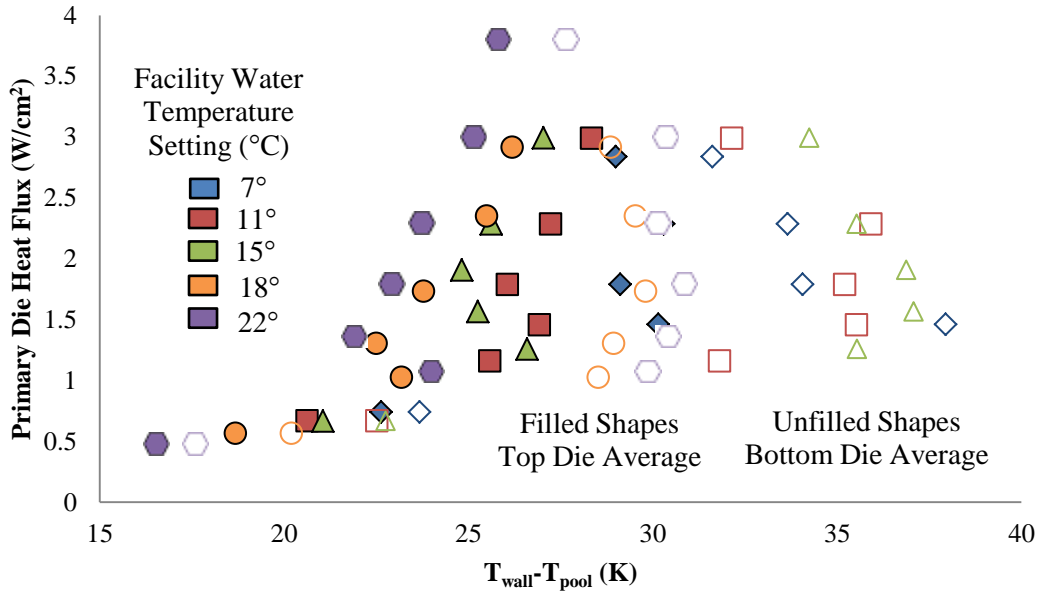 4
3.5
3
2.5
2
1.5
1
0.5
0
Primary Die Heat Flux (W/cm²)
Facility Water
Temperature
Setting (°C)
7°
11°
15°
18°
22°
Filled Shapes
Top Die Average
Unfilled Shapes
Bottom Die Average
15 20 25 30 35 40
Twall-Tpool (K)